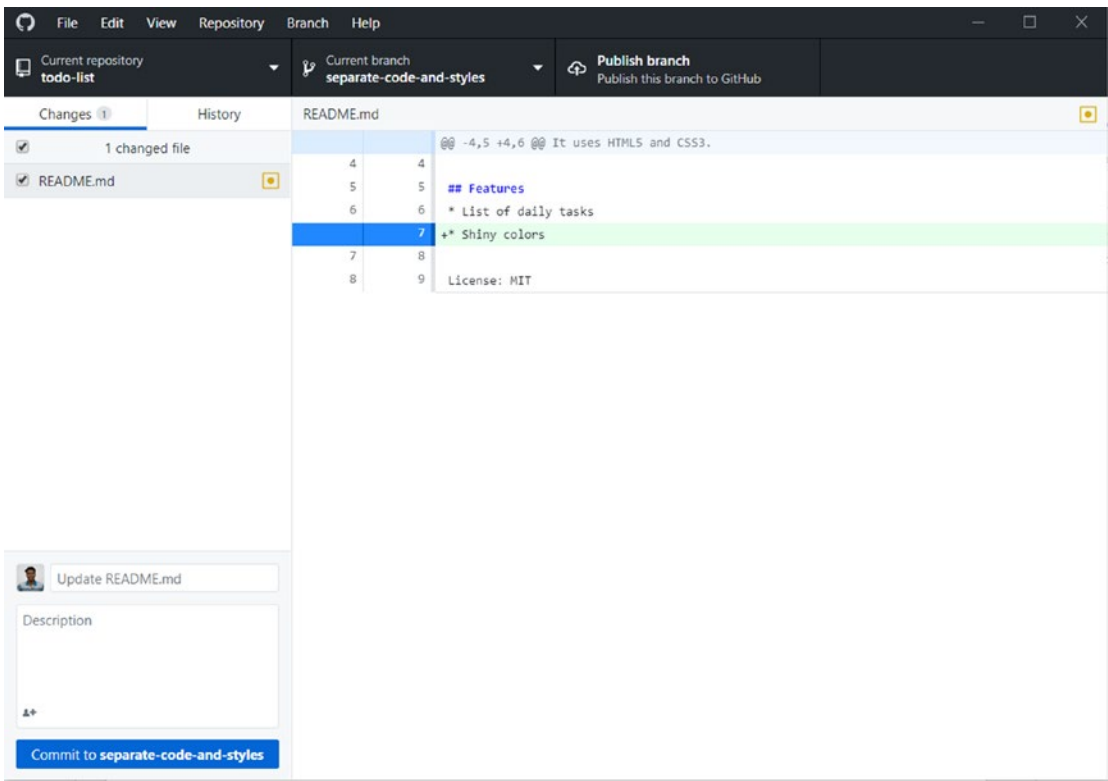 File Edit View Repository Branch Help
Current repository
todo-list
Current branch
separate-code-and-styles
Publish branch
Publish this branch to GitHub
Changes 1 History
1 changed file
README.md
README.md
@@ -4,5 +4,6 @@ It uses HTML5 and CSS3.
4 4
5 5 ## Features
6 6 * List of daily tasks
7 +* Shiny colors
7 8
8 9 License: MIT
Update README.md
Description
Commit to separate-code-and-styles